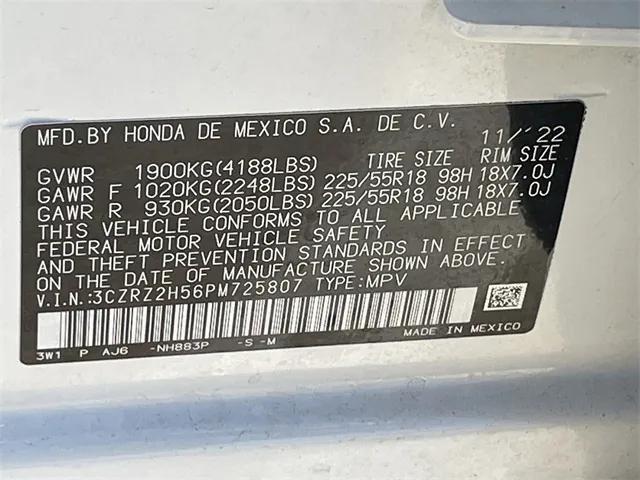 MFD.BY HONDA DE MEXICO S.A. DE C.V. 11/'22
GVWR 1900KG(4188LBS) TIRE SIZE RIM SIZE
GAWR F 1020KG(2248LBS) 225/55R18 98H 18X7.0J
GAWR R 930KG(2050LBS) 225/55R18 98H 18X7.0J
THIS VEHICLE CONFORMS TO ALL APPLICABLE
FEDERAL MOTOR VEHICLE SAFETY
AND THEFT PREVENTION STANDARDS IN EFFECT
ON THE DATE OF MANUFACTURE SHOWN ABOVE.
V.I.N.:3CZRZ2H56PM725807 TYPE:MPV
3W1 P AJ6 -NH883P -S -M MADE IN MEXICO